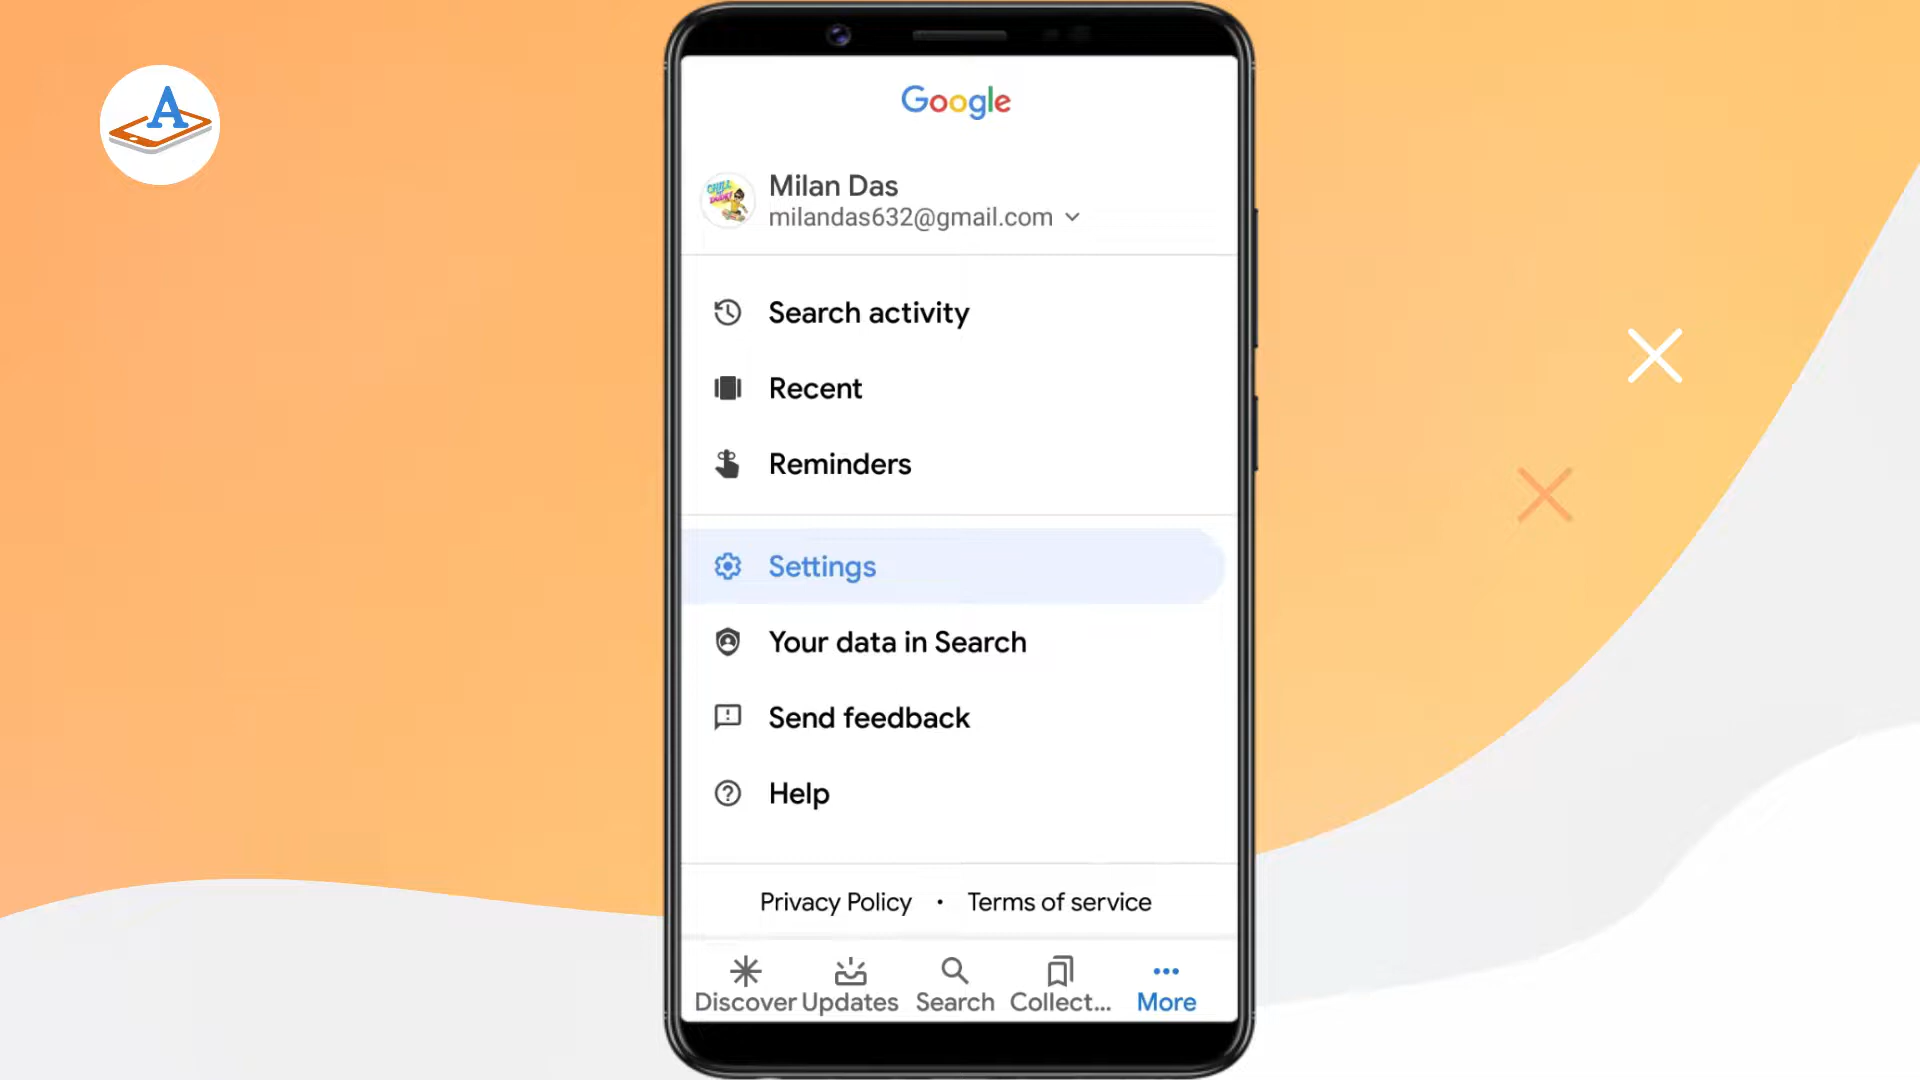 A
Google
Milan Das
milandas632@gmail.com
Search activity
Recent
Reminders
Settings
Your data in Search
Send feedback
Help
Privacy Policy • Terms of service
Discover Updates Search Collect... More